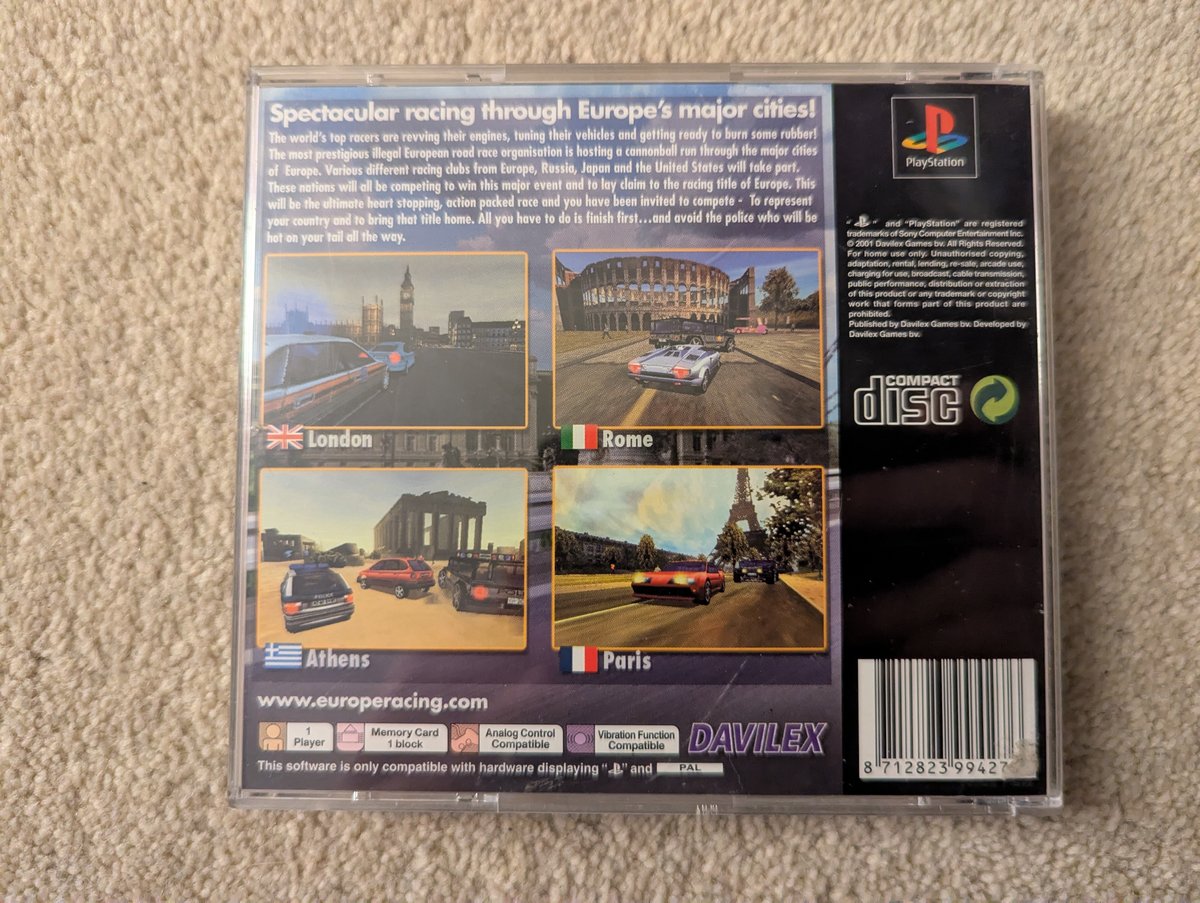 Spectacular racing through Europe's major cities!
The world's top racers are revving their engines, tuning their vehicles and getting ready to burn some rubber!
The most prestigious illegal European road race organisation is hosting a cannonball run through the major cities
of Europe. Various different racing clubs from Europe, Russia, Japan and the United States will take part.
These nations will all be competing to win this major event and to lay claim to the racing title of Europe. This
will be the ultimate heart stopping, action packed race and you have been invited to compete - To represent
your country and to bring that title home. All you have to do is finish first...and avoid the police who will be
hot on your tail all the way.
London
Rome
Athens
Paris
www.europeracing.com
1
Player
Memory Card
1 block
Analog Control
Compatible
Vibration Function
Compatible
DAVILEX
This software is only compatible with hardware displaying " " and PAL
PlayStation
" " and "PlayStation" are registered
trademarks of Sony Computer Entertainment Inc.
© 2001 Davilex Games bv. All Rights Reserved.
For home use only. Unauthorised copying,
adaptation, rental, lending, re-sale, arcade use,
charging for use, broadcast, cable transmission,
public performance, distribution or extraction
of this product or any trademark or copyright
work that forms part of this product are
prohibited.
Published by Davilex Games bv. Developed by
Davilex Games bv.
COMPACT
disc
8 712823 99427